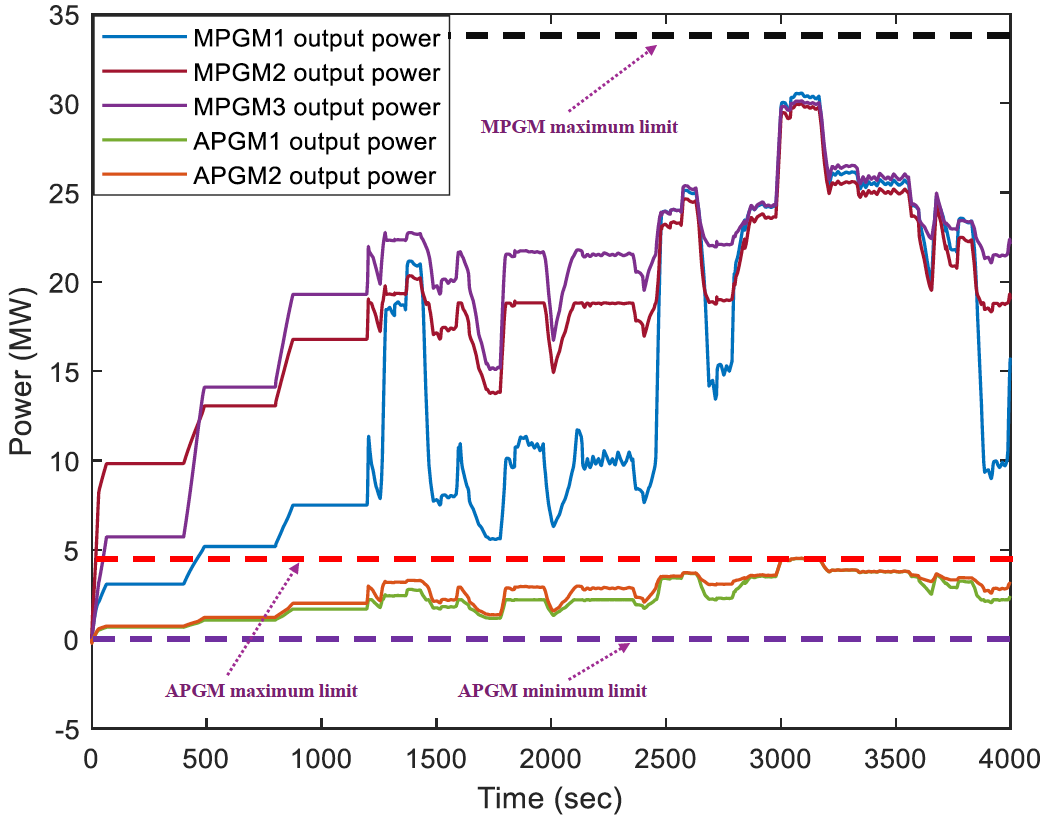 35
30
25
20
15
10
5
0
-5
Power (MW)
MPGM1 output power
MPGM2 output power
MPGM3 output power
APGM1 output power
APGM2 output power
MPGM maximum limit
APGM maximum limit
APGM minimum limit
0
500
1000
1500
2000
2500
3000
3500
4000
Time (sec)